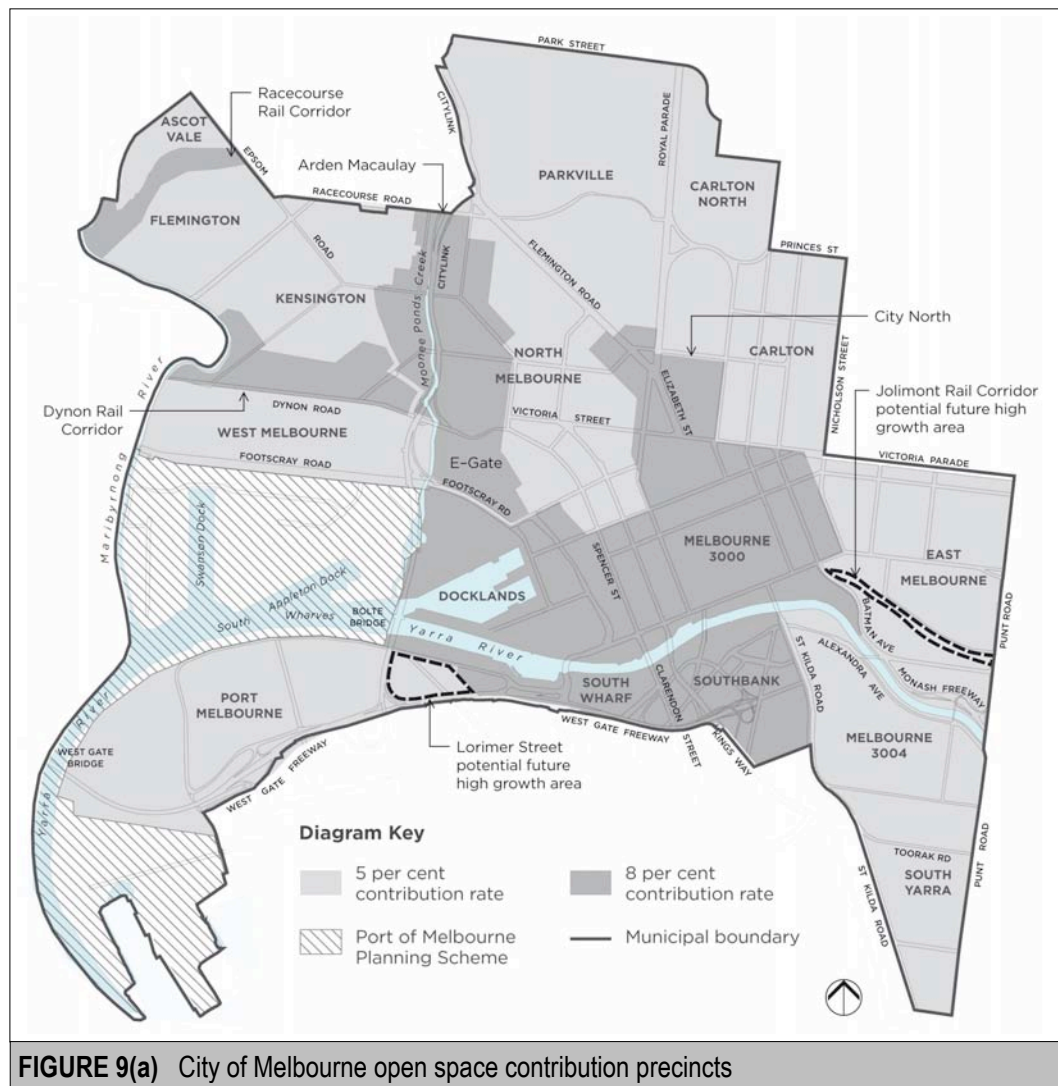 PARK STREET
CITYLINK
ROYAL PARADE
Racecourse
Rail Corridor
ASCOT
VALE
EPSOM
Arden Macaulay
RACECOURSE ROAD
PARKVILLE
CARLTON
NORTH
FLEMINGTON
ROAD
CITYLINK
FLEMINGTON ROAD
PRINCES ST
KENSINGTON
Moonee Ponds Creek
City North
NORTH
MELBOURNE
CARLTON
ELIZABETH ST
NICHOLSON STREET
Jolimont Rail Corridor
potential future high
growth area
Dynon Rail
Corridor
DYNON ROAD
VICTORIA STREET
WEST MELBOURNE
FOOTSCRAY ROAD
VICTORIA PARADE
Maribyrnong River
E-Gate
FOOTSCRAY RD
Swanson Dock
SPENCER ST
MELBOURNE
3000
EAST
MELBOURNE
Appleton Dock
South Wharves
BOLTE
BRIDGE
DOCKLANDS
BATMAN AVE
PUNT ROAD
Yarra River
ST KILDA ROAD
ALEXANDRA AVE
MONASH FREEWAY
SOUTH
WHARF
CLARENDON STREET
SOUTHBANK
PORT
MELBOURNE
WEST GATE FREEWAY
KINGS WAY
MELBOURNE
3004
WEST GATE
BRIDGE
WEST GATE FREEWAY
Lorimer Street
potential future
high growth area
Yarra River
TOORAK RD
SOUTH
YARRA
ST KILDA ROAD
PUNT ROAD
Diagram Key
5 per cent
contribution rate
8 per cent
contribution rate
Port of Melbourne
Planning Scheme
Municipal boundary
FIGURE 9(a) City of Melbourne open space contribution precincts